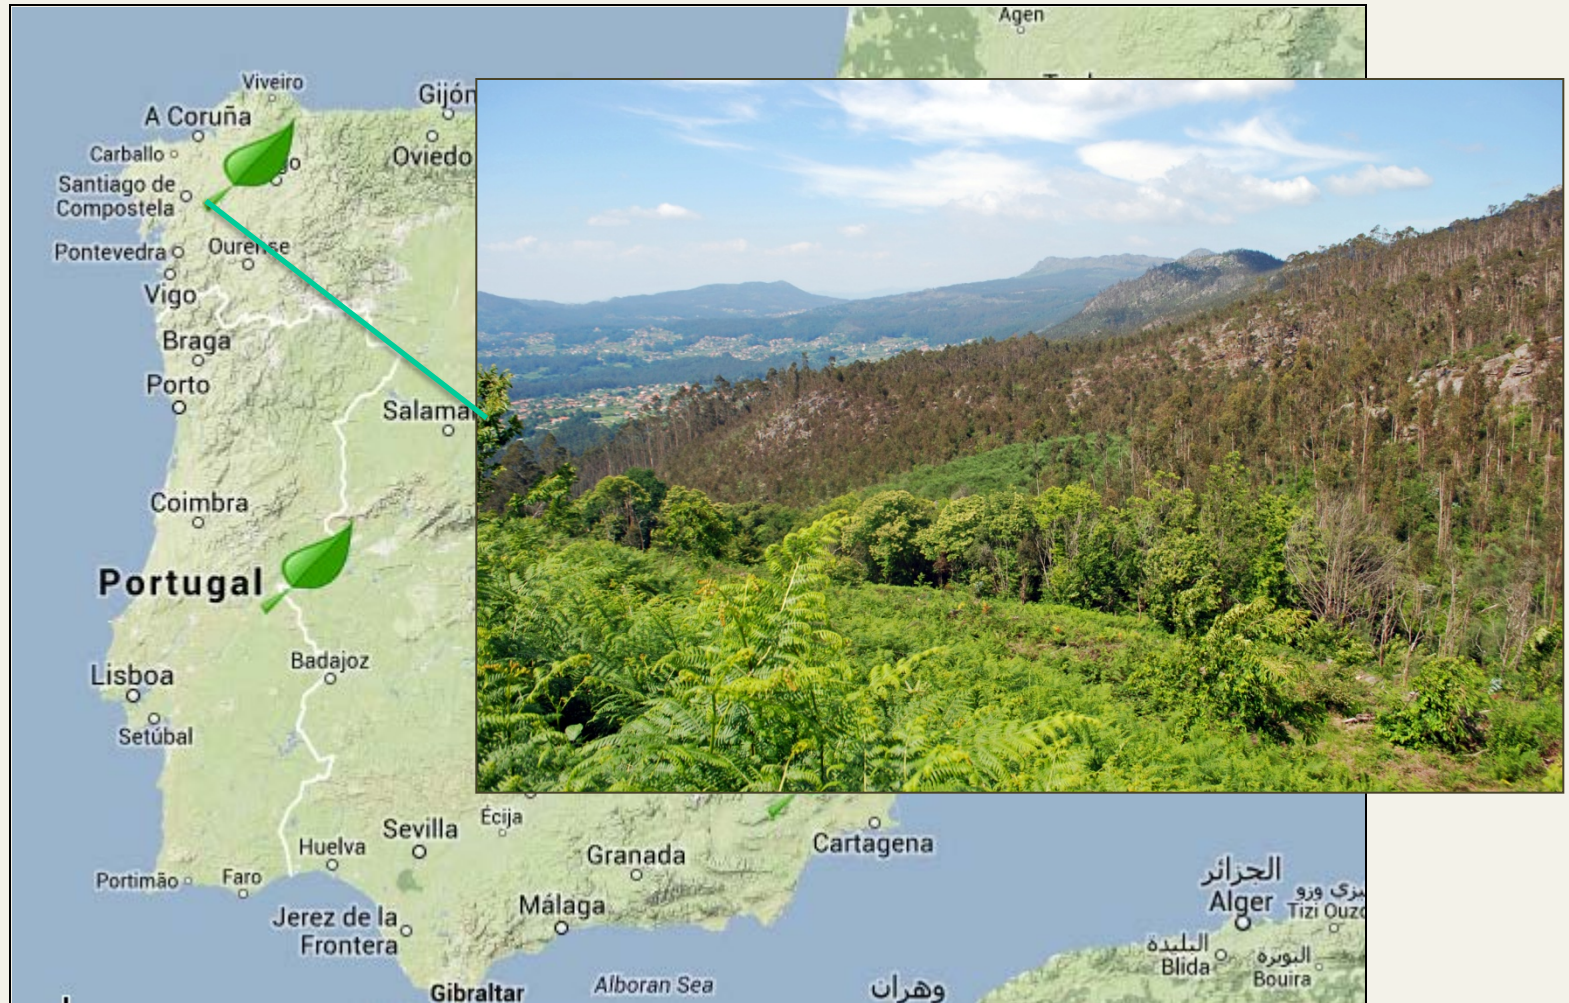 Agen
Viveiro
Gijón
A Coruña
Carballo
Oviedo
Santiago de
Compostela
Pontevedra
Ourense
Vigo
Braga
Porto
Coimbra
Portugal
Badajoz
Lisboa
Setúbal
Écija
Sevilla
Huelva
Granada
Cartagena
Portimão
Faro
Málaga
Jerez de la
Frontera
الجزائر
Alger
Tizi
البليدة
Blida
البويرة
Bouira
Gibraltar
Alboran Sea
وهران